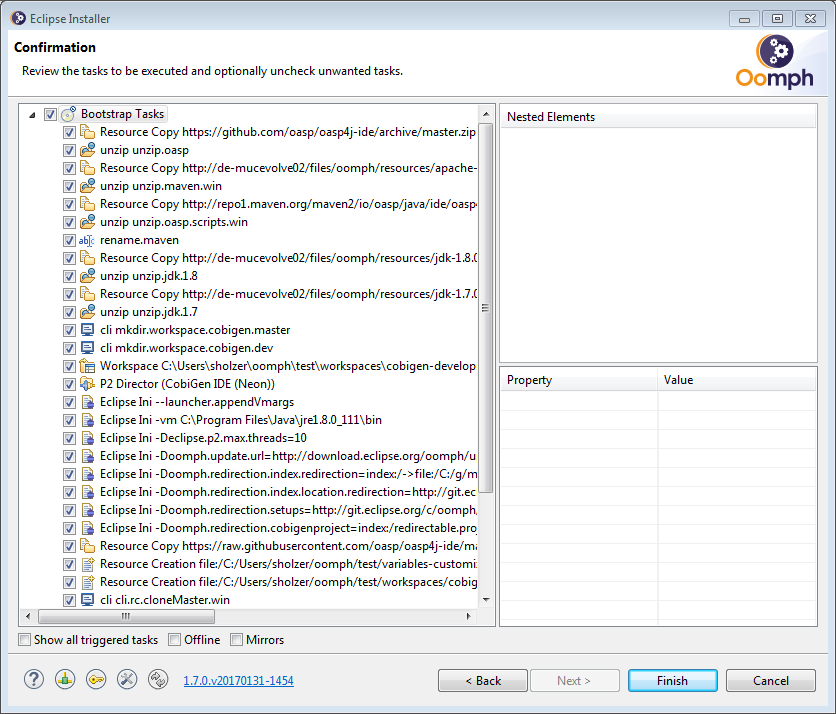 Eclipse Installer
Confirmation
Review the tasks to be executed and optionally uncheck unwanted tasks.
Oomph
Bootstrap Tasks
Resource Copy https://github.com/oasp/oasp4j-ide/archive/master.zip
unzip unzip.oasp
Resource Copy http://de-mucevolve02/files/oomph/resources/apache-
unzip unzip.maven.win
Resource Copy http://repo1.maven.org/maven2/io/oasp/java/ide/oasp4
unzip unzip.oasp.scripts.win
rename.maven
Resource Copy http://de-mucevolve02/files/oomph/resources/jdk-1.8.0
unzip unzip.jdk.1.8
Resource Copy http://de-mucevolve02/files/oomph/resources/jdk-1.7.0
unzip unzip.jdk.1.7
cli mkdir.workspace.cobigen.master
cli mkdir.workspace.cobigen.dev
Workspace C:\Users\sholzer\oomph\test\workspaces\cobigen-develop
P2 Director (CobiGen IDE (Neon))
Eclipse Ini --launcher.appendVmargs
Eclipse Ini -vm C:\Program Files\Java\jre1.8.0_111\bin
Eclipse Ini -Declipse.p2.max.threads=10
Eclipse Ini -Doomph.update.url=http://download.eclipse.org/oomph/u
Eclipse Ini -Doomph.redirection.index.redirection=index:/->file:/C:/g/m
Eclipse Ini -Doomph.redirection.index.location.redirection=http://git.ec
Eclipse Ini -Doomph.redirection.setups=http://git.eclipse.org/c/oomph/
Eclipse Ini -Doomph.redirection.cobigenproject=index:/redirectable.proj
Resource Copy https://raw.githubusercontent.com/oasp/oasp4j-ide/ma
Resource Creation file:/C:/Users/sholzer/oomph/test/variables-customiz
Resource Creation file:/C:/Users/sholzer/oomph/test/workspaces/cobig
cli cli.rc.cloneMaster.win
Nested Elements
Property Value
Show all triggered tasks Offline Mirrors
1.7.0.v20170131-1454
< Back Next > Finish Cancel